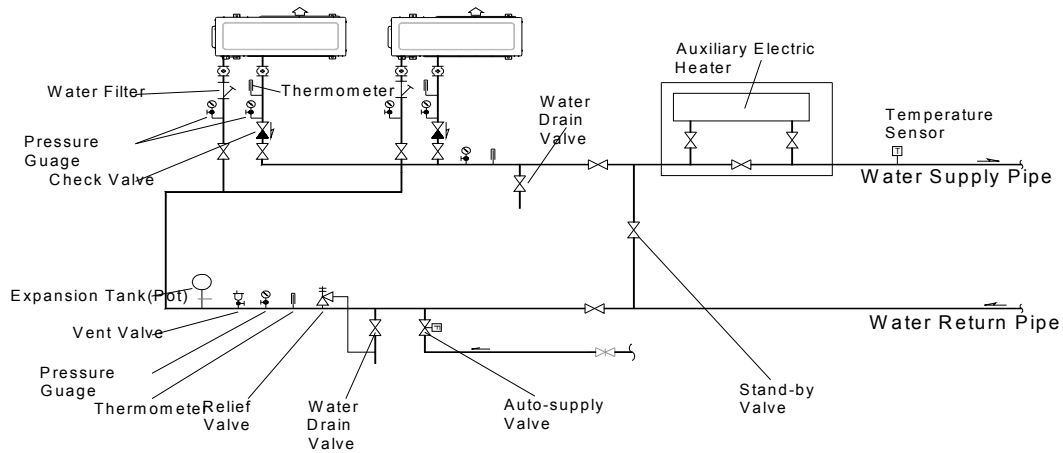 Auxiliary Electric
Heater
Water Filter
Thermometer
Water
Drain
Valve
Temperature
Sensor
Pressure
Guage
Check Valve
T
Water Supply Pipe
Expansion Tank(Pot)
Vent Valve
Water Return Pipe
Pressure
Guage
Thermometer
Relief
Valve
Water
Drain
Valve
Auto-supply
Valve
Stand-by
Valve